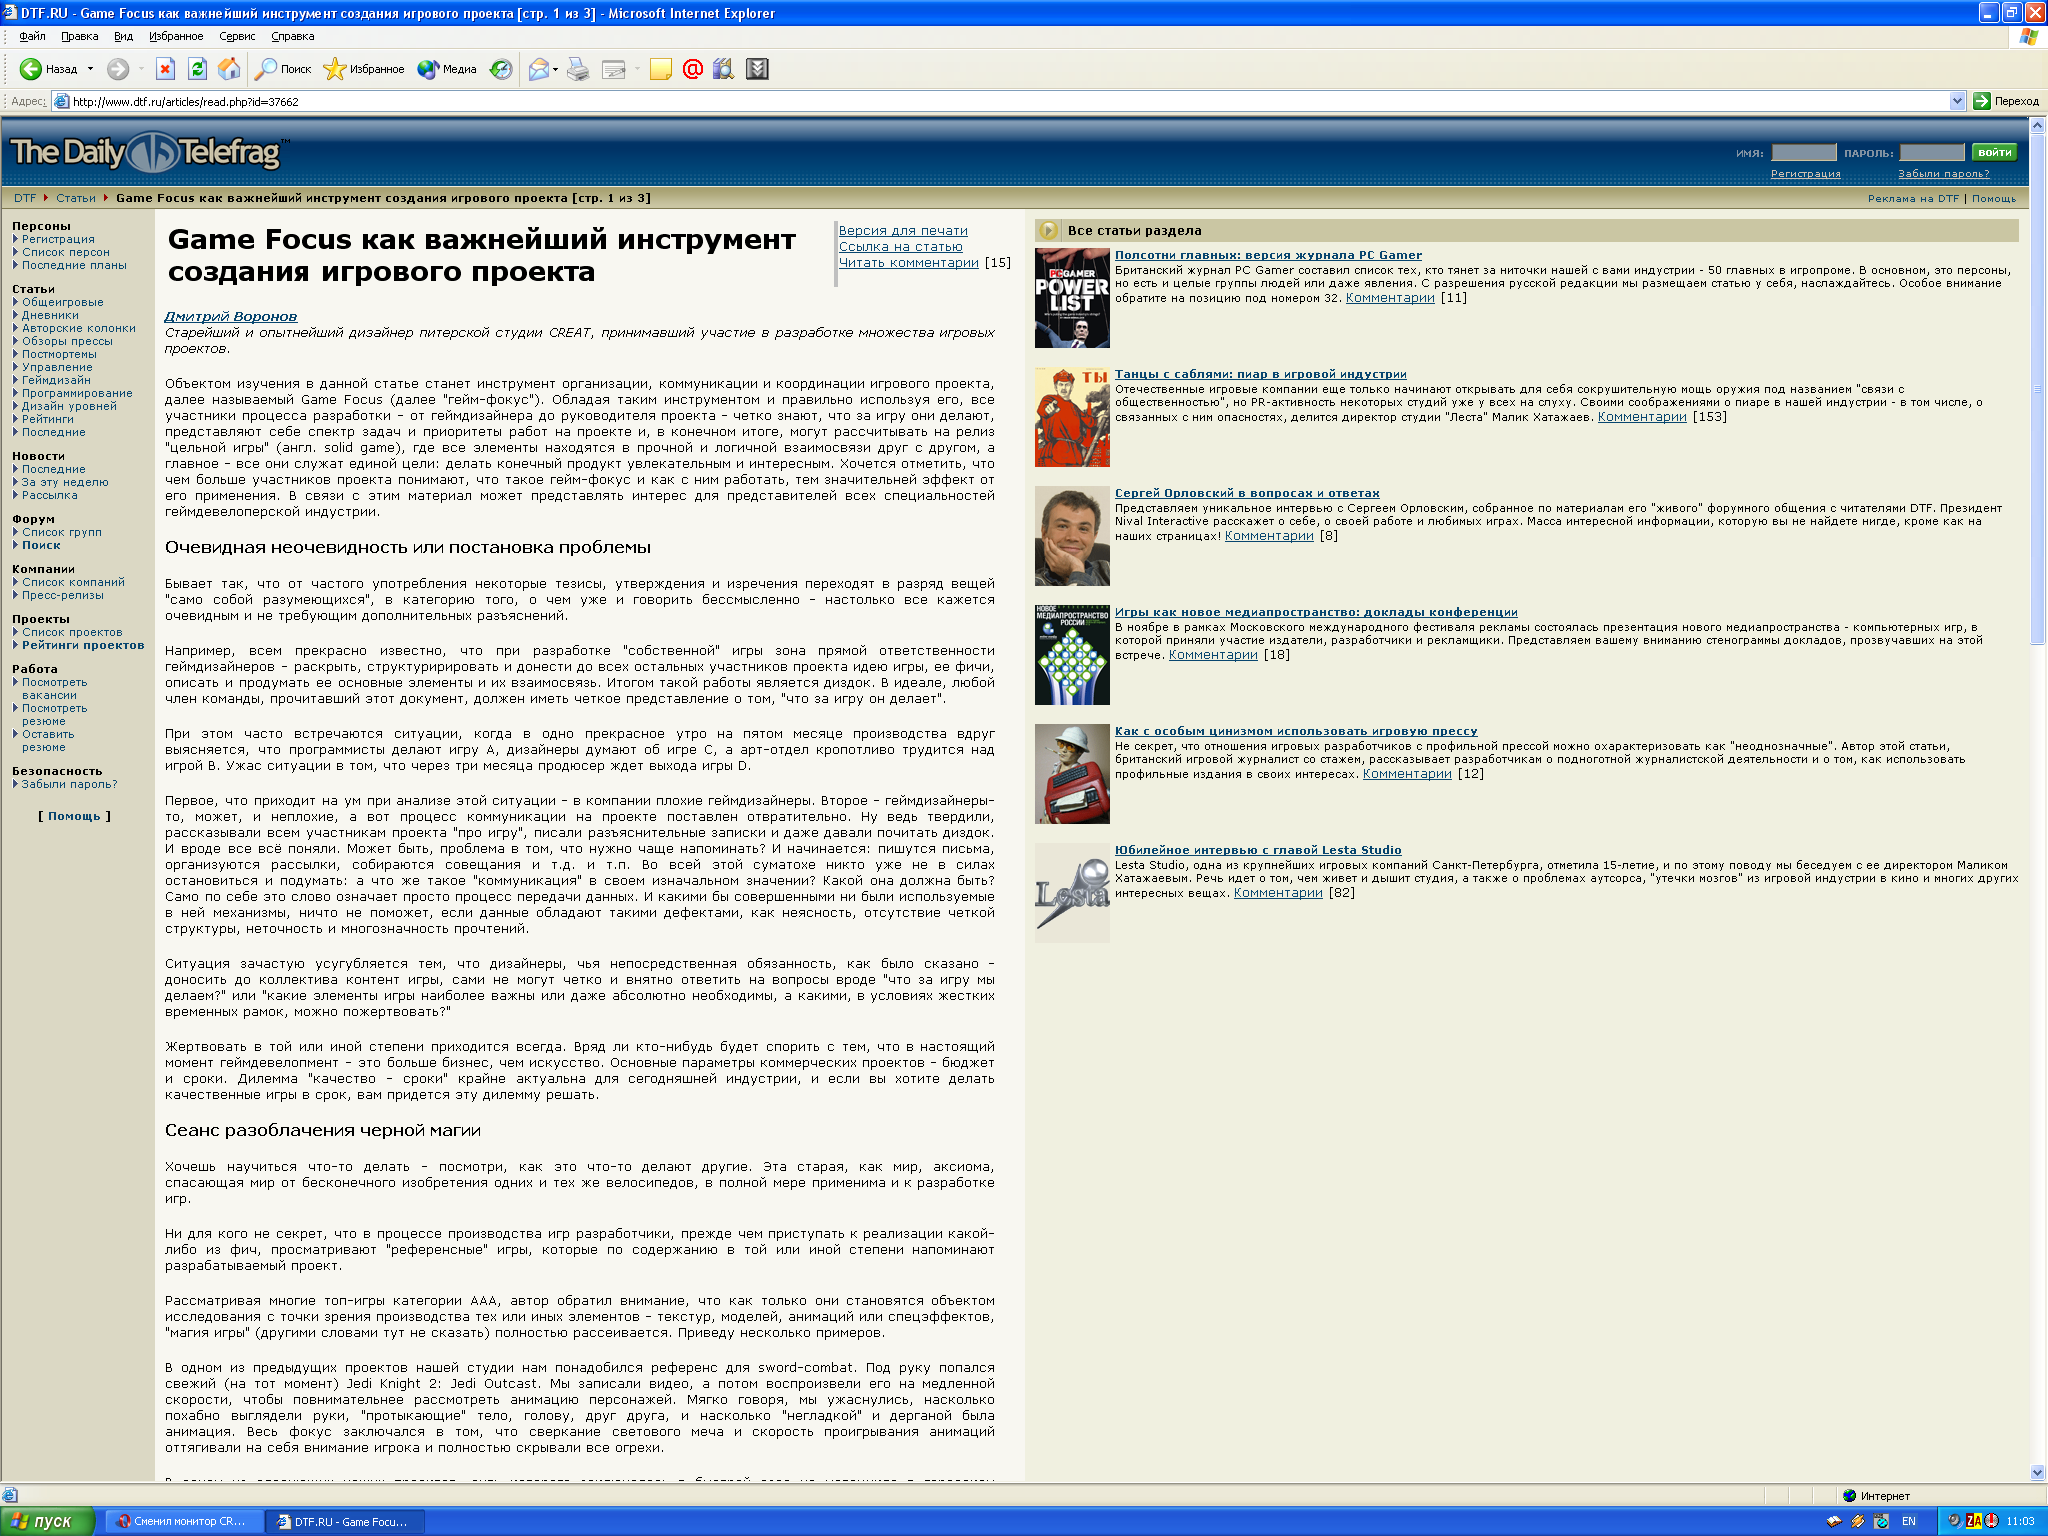 DTF.RU - Game Focus как важнейший инструмент создания игрового проекта [стр. 1 из 3] - Microsoft Internet Explorer
Файл Правка Вид Избранное Сервис Справка
Назад Поиск Избранное Медиа
Адрес: http://www.dtf.ru/articles/read.php?id=37662 Переход
The Daily Telefrag™
ИМЯ: ПАРОЛЬ: ВОЙТИ
Регистрация Забыли пароль?
DTF Статьи Game Focus как важнейший инструмент создания игрового проекта [стр. 1 из 3]
Реклама на DTF | Помощь
Персоны
Регистрация
Список персон
Последние планы
Статьи
Общеигровые
Дневники
Авторские колонки
Обзоры прессы
Постмортемы
Управление
Геймдизайн
Программирование
Дизайн уровней
Рейтинги
Последние
Новости
Последние
За эту неделю
Рассылка
Форум
Список групп
Поиск
Компании
Список компаний
Пресс-релизы
Проекты
Список проектов
Рейтинги проектов
Работа
Посмотреть
вакансии
Посмотреть
резюме
Оставить
резюме
Безопасность
Забыли пароль?
[ Помощь ]
Game Focus как важнейший инструмент
создания игрового проекта
Версия для печати
Ссылка на статью
Читать комментарии [15]
Дмитрий Воронов
Старейший и опытнейший дизайнер питерской студии CREAT, принимавший участие в разработке множества игровых
проектов.
Объектом изучения в данной статье станет инструмент организации, коммуникации и координации игрового проекта,
далее называемый Game Focus (далее "гейм-фокус"). Обладая таким инструментом и правильно используя его, все
участники процесса разработки – от геймдизайнера до руководителя проекта – четко знают, что за игру они делают,
представляют себе спектр задач и приоритеты работ на проекте и, в конечном итоге, могут рассчитывать на релиз
"цельной игры" (англ. solid game), где все элементы находятся в прочной и логичной взаимосвязи друг с другом, а
главное – все они служат единой цели: делать конечный продукт увлекательным и интересным. Хочется отметить, что
чем больше участников проекта понимают, что такое гейм-фокус и как с ним работать, тем значительней эффект от
его применения. В связи с этим материал может представлять интерес для представителей всех специальностей
геймдевелоперской индустрии.
Очевидная неочевидность или постановка проблемы
Бывает так, что от частого употребления некоторые тезисы, утверждения и изречения переходят в разряд вещей
"само собой разумеющихся", в категорию того, о чем уже и говорить бессмысленно – настолько все кажется
очевидным и не требующим дополнительных разъяснений.
Например, всем прекрасно известно, что при разработке "собственной" игры зона прямой ответственности
геймдизайнеров – раскрыть, структуририровать и донести до всех остальных участников проекта идею игры, ее фичи,
описать и продумать ее основные элементы и их взаимосвязь. Итогом такой работы является диздок. В идеале, любой
член команды, прочитавший этот документ, должен иметь четкое представление о том, "что за игру он делает".
При этом часто встречаются ситуации, когда в одно прекрасное утро на пятом месяце производства вдруг
выясняется, что программисты делают игру A, дизайнеры думают об игре C, а арт-отдел кропотливо трудится над
игрой B. Ужас ситуации в том, что через три месяца продюсер ждет выхода игры D.
Первое, что приходит на ум при анализе этой ситуации – в компании плохие геймдизайнеры. Второе – геймдизайнеры-
то, может, и неплохие, а вот процесс коммуникации на проекте поставлен отвратительно. Ну ведь твердили,
рассказывали всем участникам проекта "про игру", писали разъяснительные записки и даже давали почитать диздок.
И вроде все всё поняли. Может быть, проблема в том, что нужно чаще напоминать? И начинается: пишутся письма,
организуются рассылки, собираются совещания и т.д. и т.п. Во всей этой суматохе никто уже не в силах
остановиться и подумать: а что же такое "коммуникация" в своем изначальном значении? Какой она должна быть?
Само по себе это слово означает просто процесс передачи данных. И какими бы совершенными ни были используемые
в ней механизмы, ничто не поможет, если данные обладают такими дефектами, как неясность, отсутствие четкой
структуры, неточность и многозначность прочтений.
Ситуация зачастую усугубляется тем, что дизайнеры, чья непосредственная обязанность, как было сказано –
доносить до коллектива контент игры, сами не могут четко и внятно ответить на вопросы вроде "что за игру мы
делаем?" или "какие элементы игры наиболее важны или даже абсолютно необходимы, а какими, в условиях жестких
временных рамок, можно пожертвовать?"
Жертвовать в той или иной степени приходится всегда. Вряд ли кто-нибудь будет спорить с тем, что в настоящий
момент геймдевелопмент – это больше бизнес, чем искусство. Основные параметры коммерческих проектов – бюджет
и сроки. Дилемма "качество – сроки" крайне актуальна для сегодняшней индустрии, и если вы хотите делать
качественные игры в срок, вам придется эту дилемму решать.
Сеанс разоблачения черной магии
Хочешь научиться что-то делать – посмотри, как это что-то делают другие. Эта старая, как мир, аксиома,
спасающая мир от бесконечного изобретения одних и тех же велосипедов, в полной мере применима и к разработке
игр.
Ни для кого не секрет, что в процессе производства игр разработчики, прежде чем приступать к реализации какой-
либо из фич, просматривают "референсные" игры, которые по содержанию в той или иной степени напоминают
разрабатываемый проект.
Рассматривая многие топ-игры категории AAA, автор обратил внимание, что как только они становятся объектом
исследования с точки зрения производства тех или иных элементов – текстур, моделей, анимаций или спецэффектов,
"магия игры" (другими словами тут не сказать) полностью рассеивается. Приведу несколько примеров.
В одном из предыдущих проектов нашей студии нам понадобился референс для sword-combat. Под руку попался
свежий (на тот момент) Jedi Knight 2: Jedi Outcast. Мы записали видео, а потом воспроизвели его на медленной
скорости, чтобы повнимательнее рассмотреть анимацию персонажей. Мягко говоря, мы ужаснулись, насколько
похабно выглядели руки, "протыкающие" тело, голову, друг друга, и насколько "негладкой" и дерганой была
анимация. Весь фокус заключался в том, что сверкание светового меча и скорость проигрывания анимаций
оттягивали на себя внимание игрока и полностью скрывали все огрехи.
Все статьи раздела
PC GAMER
POWER
LIST
Полсотни главных: версия журнала PC Gamer
Британский журнал PC Gamer составил список тех, кто тянет за ниточки нашей с вами индустрии - 50 главных в игропроме. В основном, это персоны,
но есть и целые группы людей или даже явления. С разрешения русской редакции мы размещаем статью у себя, наслаждайтесь. Особое внимание
обратите на позицию под номером 32. Комментарии [11]
ТЫ
Танцы с саблями: пиар в игровой индустрии
Отечественные игровые компании еще только начинают открывать для себя сокрушительную мощь оружия под названием "связи с
общественностью", но PR-активность некоторых студий уже у всех на слуху. Своими соображениями о пиаре в нашей индустрии - в том числе, о
связанных с ним опасностях, делится директор студии "Леста" Малик Хатажаев. Комментарии [153]
Сергей Орловский в вопросах и ответах
Представляем уникальное интервью с Сергеем Орловским, собранное по материалам его "живого" форумного общения с читателями DTF. Президент
Nival Interactive расскажет о себе, о своей работе и любимых играх. Масса интересной информации, которую вы не найдете нигде, кроме как на
наших страницах! Комментарии [8]
НОВОЕ
МЕДИАПРОСТРАНСТВО
РОССИИ
Игры как новое медиапространство: доклады конференции
В ноябре в рамках Московского международного фестиваля рекламы состоялась презентация нового медиапространства - компьютерных игр, в
которой приняли участие издатели, разработчики и рекламщики. Представляем вашему вниманию стенограммы докладов, прозвучавших на этой
встрече. Комментарии [18]
Как с особым цинизмом использовать игровую прессу
Не секрет, что отношения игровых разработчиков с профильной прессой можно охарактеризовать как "неоднозначные". Автор этой статьи,
британский игровой журналист со стажем, рассказывает разработчикам о подноготной журналистской деятельности и о том, как использовать
профильные издания в своих интересах. Комментарии [12]
Lesta
Юбилейное интервью с главой Lesta Studio
Lesta Studio, одна из крупнейших игровых компаний Санкт-Петербурга, отметила 15-летие, и по этому поводу мы беседуем с ее директором Маликом
Хатажаевым. Речь идет о том, чем живет и дышит студия, а также о проблемах аутсорса, "утечки мозгов" из игровой индустрии в кино и многих других
интересных вещах. Комментарии [82]
Интернет
пуск Сменил монитор CR... DTF.RU - Game Focu... EN ZA 11:03